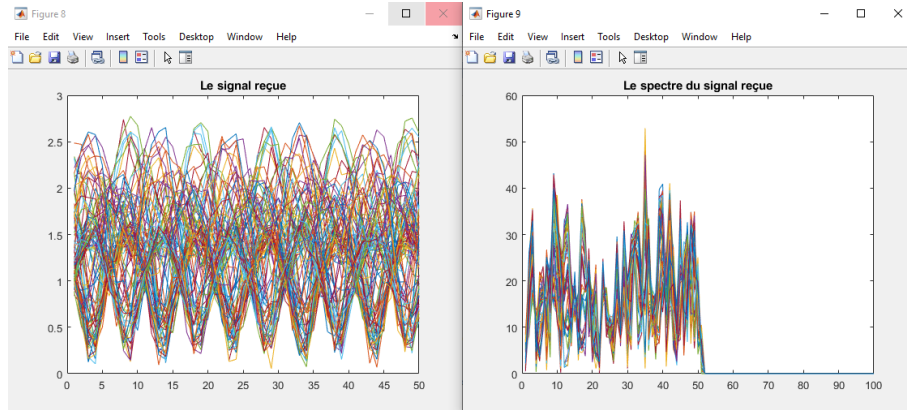 Figure 8
File Edit View Insert Tools Desktop Window Help
Le signal reçue
3
2.5
2
1.5
1
0.5
0
0 5 10 15 20 25 30 35 40 45 50
Figure 9
File Edit View Insert Tools Desktop Window Help
Le spectre du signal reçue
60
50
40
30
20
10
0
0 10 20 30 40 50 60 70 80 90 100